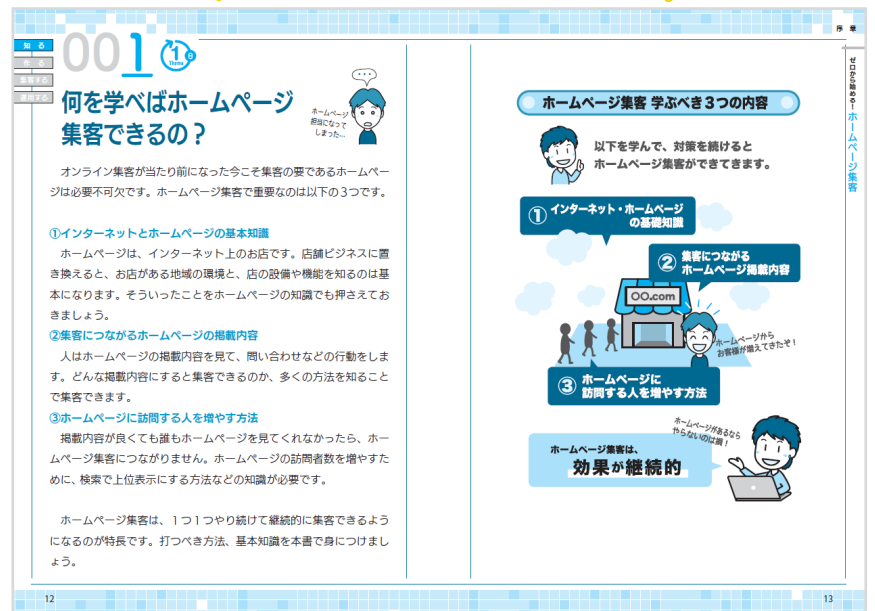 知る
作る
集客する
運用する
001
1日
Thema
何を学べばホームページ
集客できるの？
ホームページ
担当になって
しまった…
オンライン集客が当たり前になった今こそ集客の要であるホームペー
ジは必要不可欠です。ホームページ集客で重要なのは以下の3つです。
①インターネットとホームページの基本知識
ホームページは、インターネット上のお店です。店舗ビジネスに置
き換えると、お店がある地域の環境と、店の設備や機能を知るのは基
本になります。そういったことをホームページの知識でも押さえてお
きましょう。
②集客につながるホームページの掲載内容
人はホームページの掲載内容を見て、問い合わせなどの行動をしま
す。どんな掲載内容にすると集客できるのか、多くの方法を知ること
で集客できます。
③ホームページに訪問する人を増やす方法
掲載内容が良くても誰もホームページを見てくれなかったら、ホー
ムページ集客につながりません。ホームページの訪問者数を増やすた
めに、検索で上位表示にする方法などの知識が必要です。
ホームページ集客は、1つ1つやり続けて継続的に集客できるよう
になるのが特長です。打つべき方法、基本知識を本書で身につけまし
ょう。
12
序章
ゼロから始める！ホームページ集客
ホームページ集客 学ぶべき3つの内容
以下を学んで、対策を続けると
ホームページ集客ができてきます。
①インターネット・ホームページ
の基礎知識
②集客につながる
ホームページ掲載内容
〇〇.com
ホームページから
お客様が増えてきたぞ！
③ホームページに
訪問する人を増やす方法
ホームページがあるなら
やらないのは損！
ホームページ集客は、
効果が継続的
13